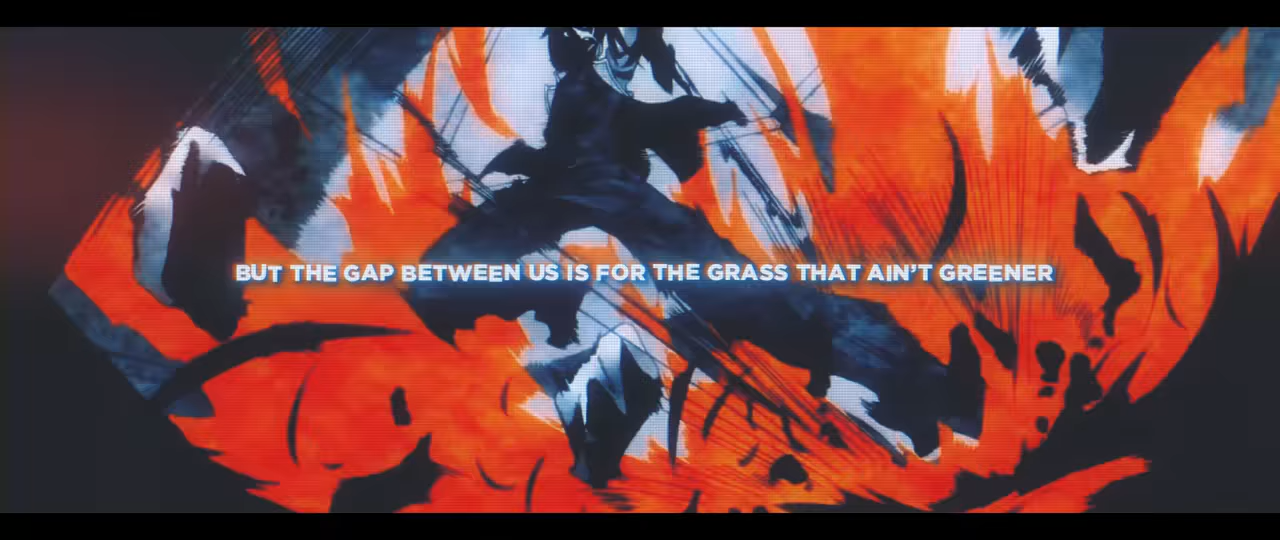 BUT THE GAP BETWEEN US IS FOR THE GRASS THAT AIN'T GREENER